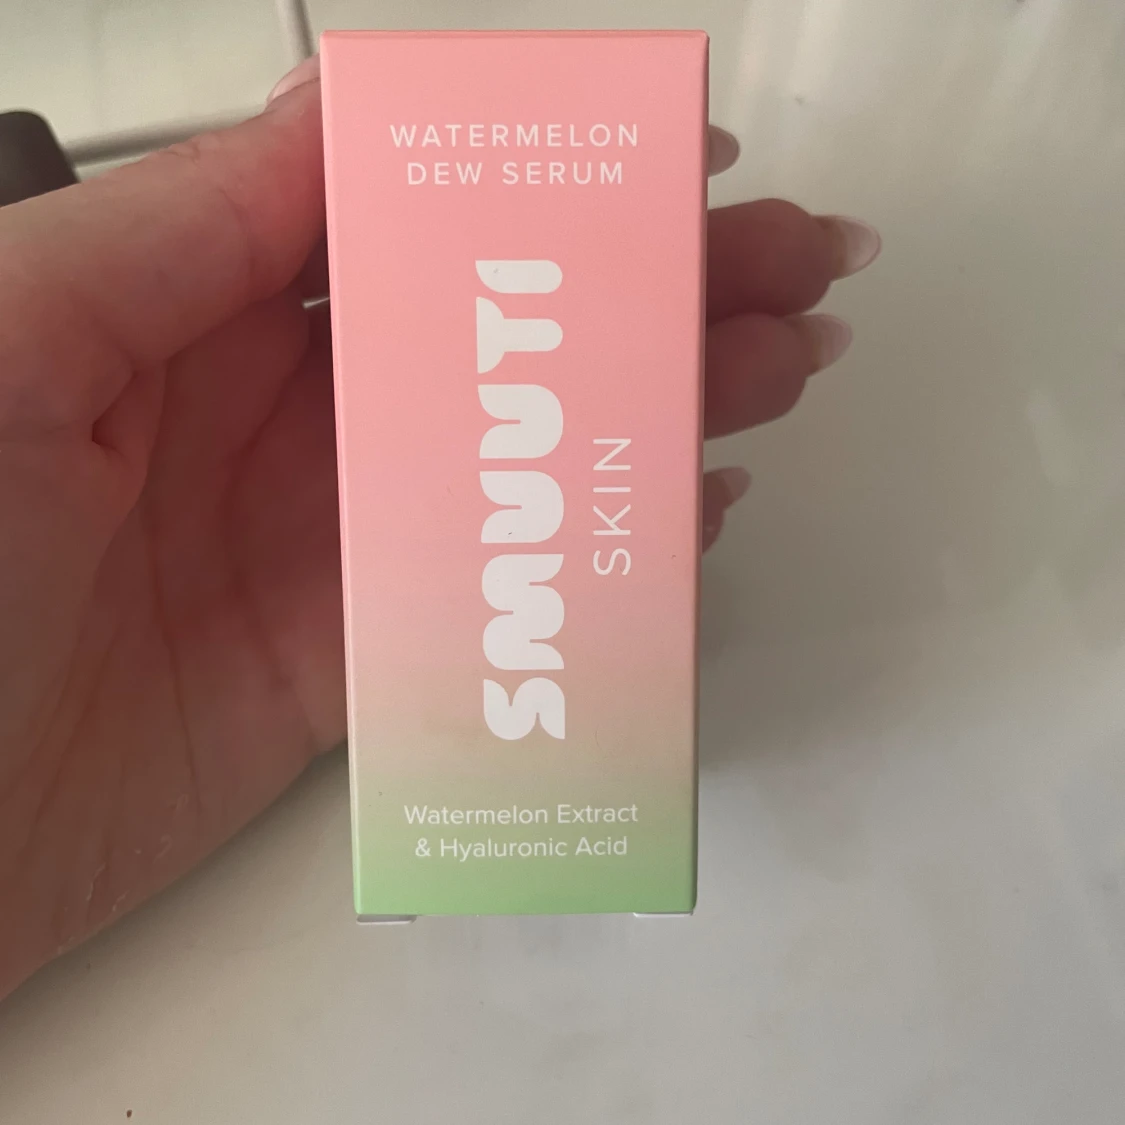 WATERMELON
DEW SERUM
SMUUTI
SKIN
Watermelon Extract
& Hyaluronic Acid